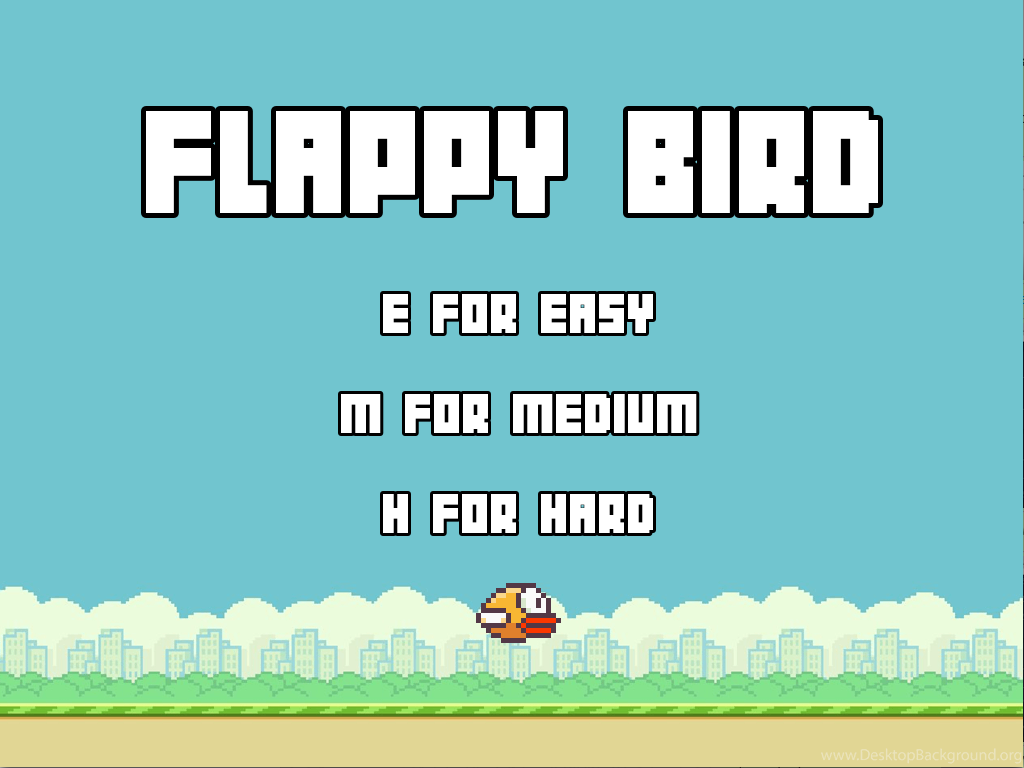 FLAPPY BIRD
E FOR EASY
M FOR MEDIUM
H FOR HARD
www.DesktopBackground.org